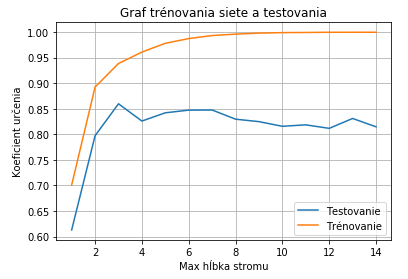 Graf trénovania siete a testovania
1.00
0.95
0.90
0.85
0.80
0.75
0.70
0.65
0.60
Koeficient určenia
Testovanie
Trénovanie
2 4 6 8 10 12 14
Max hĺbka stromu